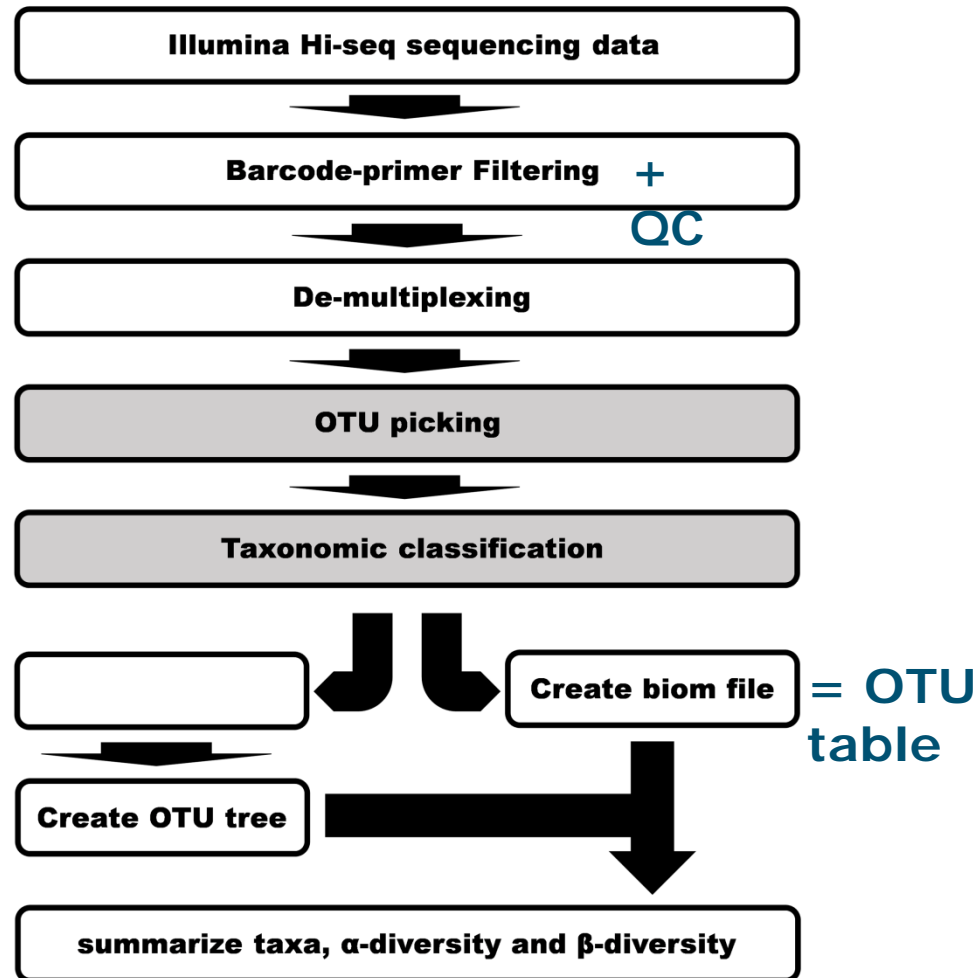 Illumina Hi-seq sequencing data
Barcode-primer Filtering +
QC
De-multiplexing
OTU picking
Taxonomic classification
Create biom file = OTU
table
Create OTU tree
summarize taxa, α-diversity and β-diversity